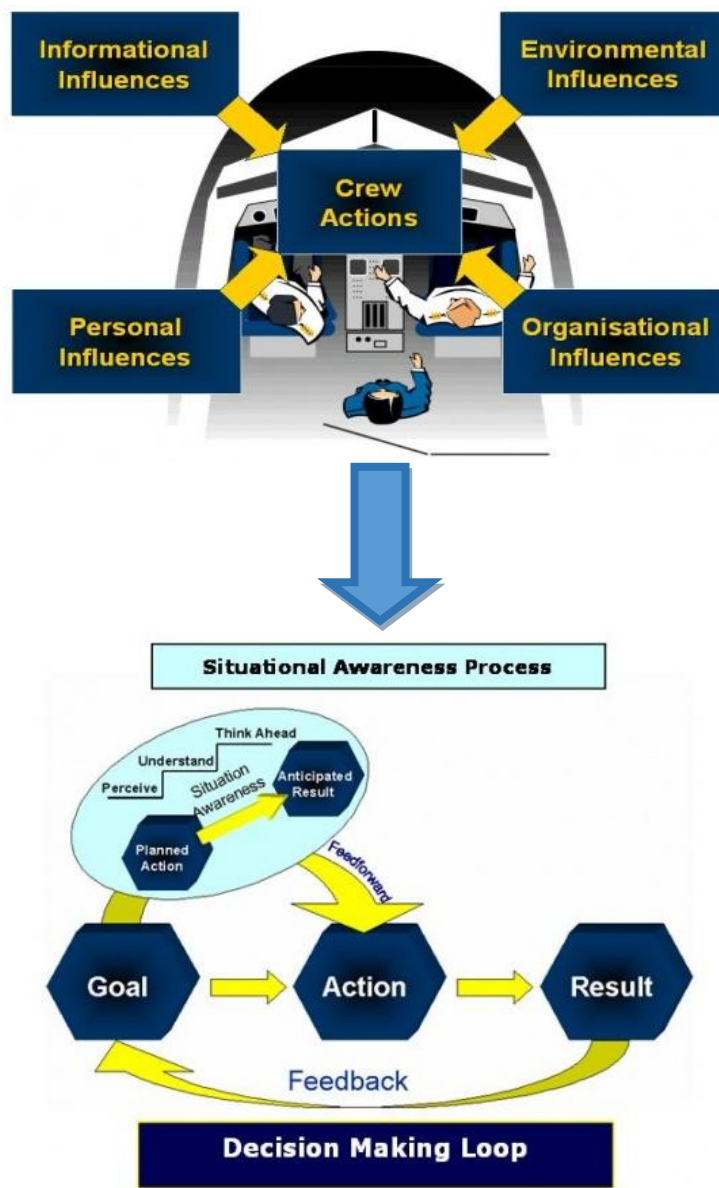 Informational
Influences
Environmental
Influences
Crew
Actions
Personal
Influences
Organisational
Influences
Situational Awareness Process
Think Ahead
Understand
Perceive
Situation
Awareness
Anticipated
Result
Planned
Action
Feedforward
Goal
Action
Result
Feedback
Decision Making Loop